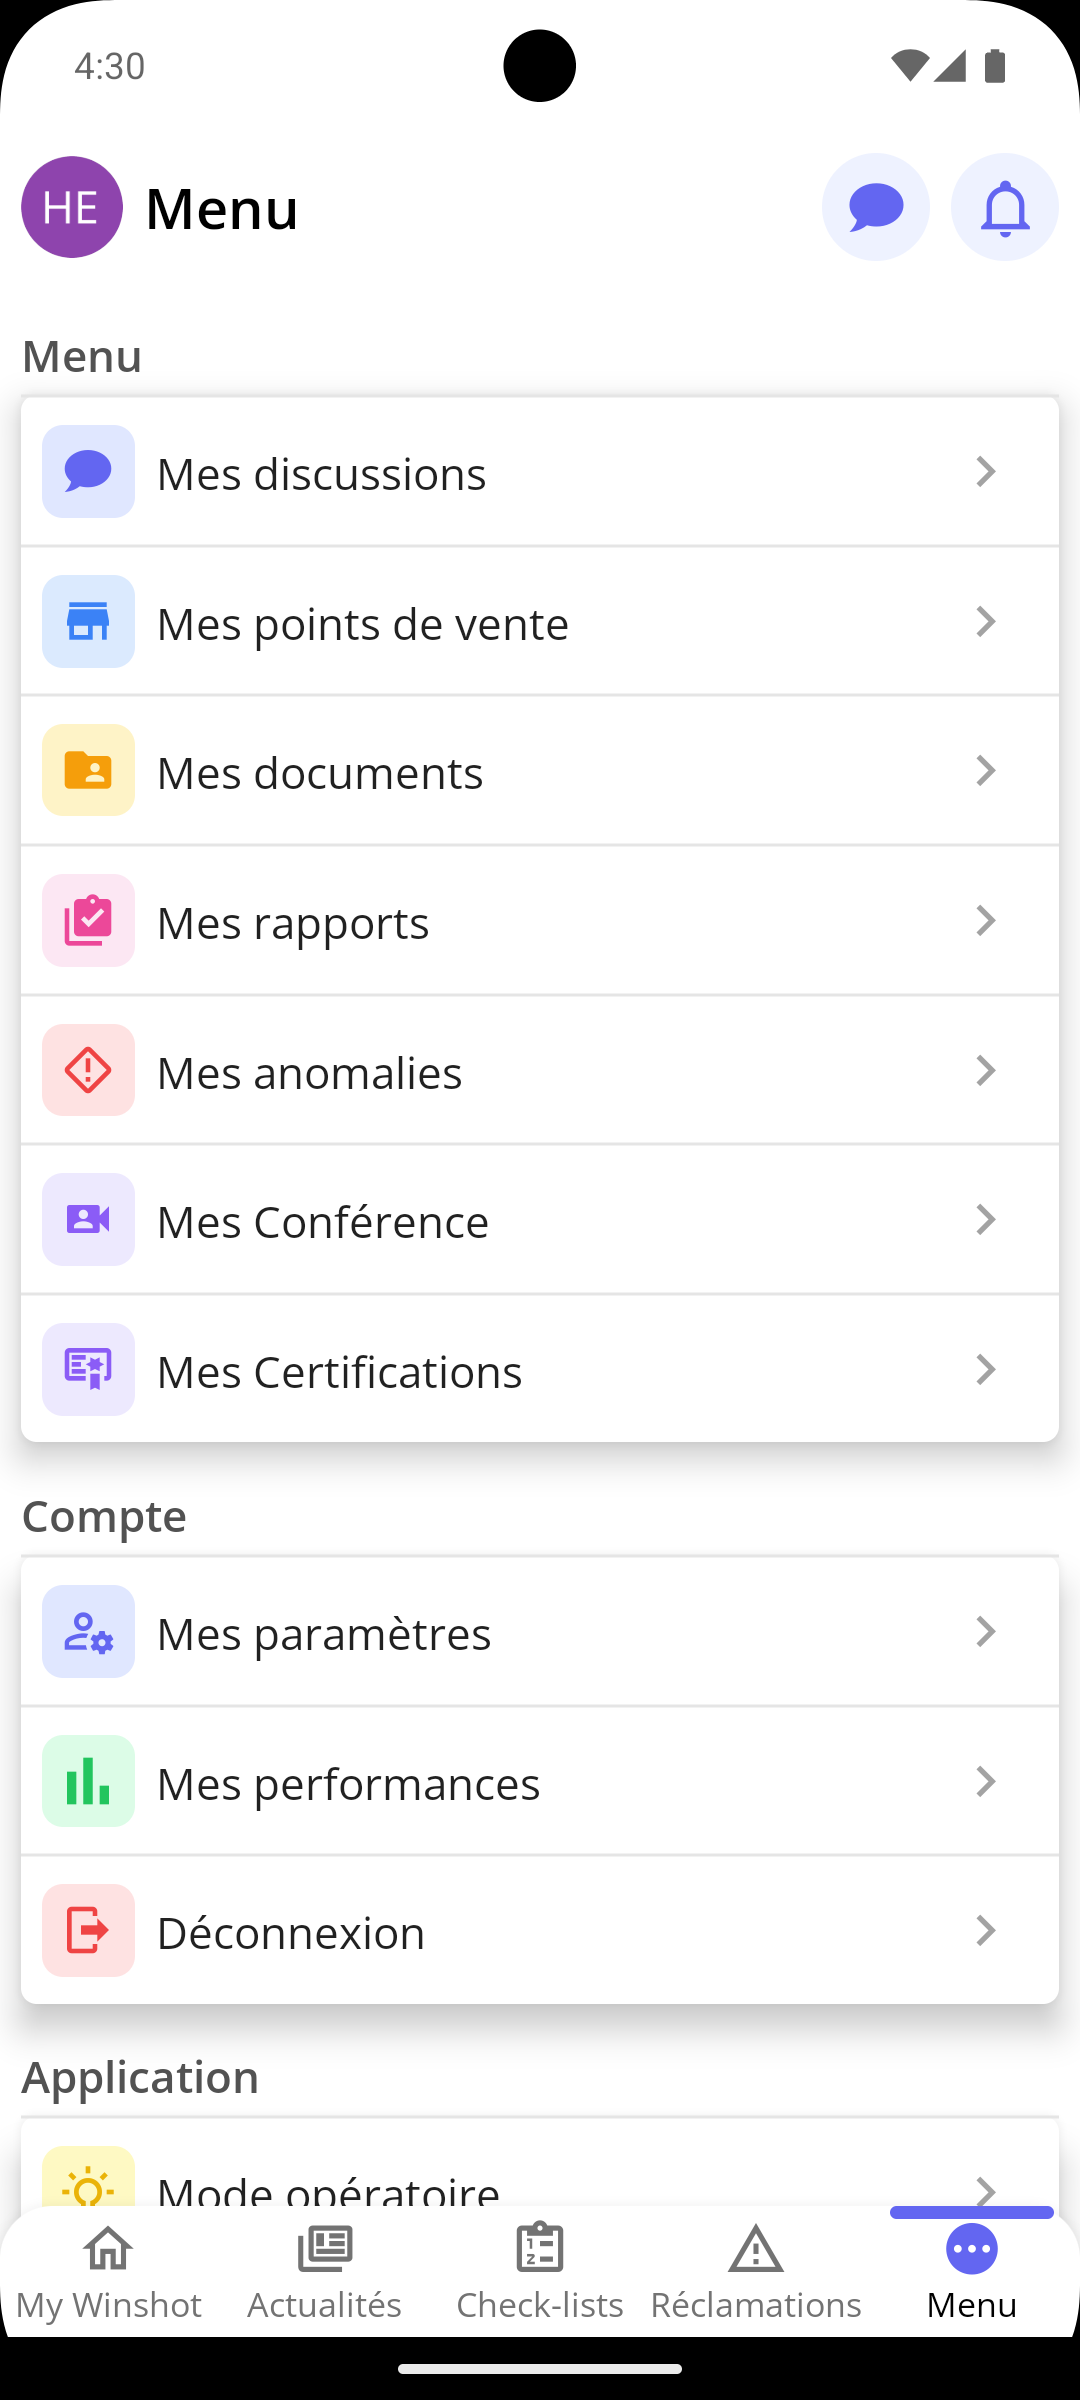 4:30
HE
Menu
Menu
Mes discussions
Mes points de vente
Mes documents
Mes rapports
Mes anomalies
Mes Conférence
Mes Certifications
Compte
Mes paramètres
Mes performances
Déconnexion
Application
Mode opératoire
My Winshot
Actualités
Check-lists
Réclamations
Menu